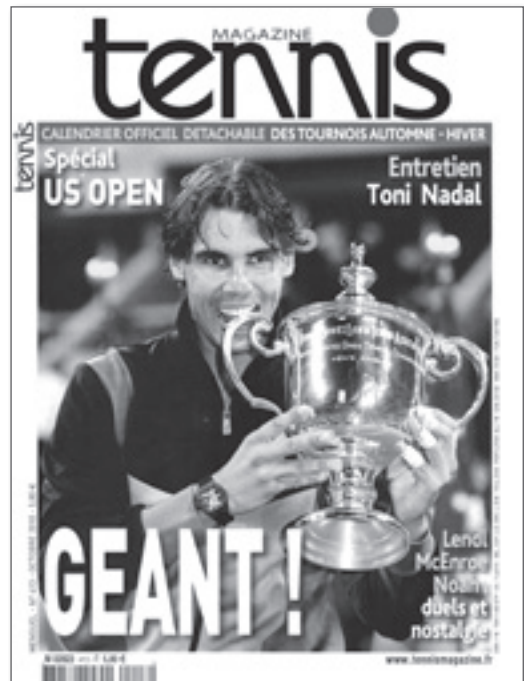 MAGAZINE
tennis
tennis
CALENDRIER OFFICIEL DETACHABLE DES TOURNOIS AUTOMNE - HIVER
Spécial
US OPEN
Entretien
Toni Nadal
GEANT !
Lendl
McEnroe
Noah :
duels et
nostalgie
www.tennismagazine.fr